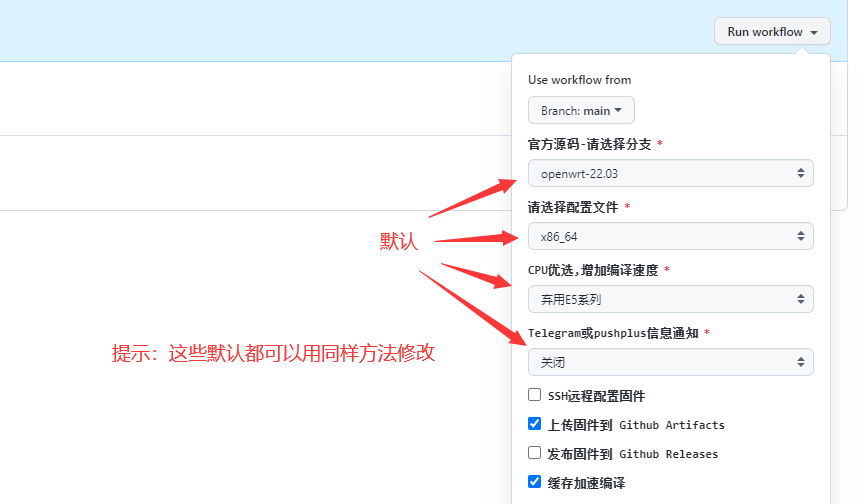 Run workflow
Use workflow from
Branch: main
官方源码-请选择分支 *
openwrt-22.03
请选择配置文件 *
x86_64
默认
CPU优选,增加编译速度 *
弃用E5系列
Telegram或pushplus信息通知 *
提示：这些默认都可以用同样方法修改
关闭
SSH远程配置固件
上传固件到 Github Artifacts
发布固件到 Github Releases
缓存加速编译